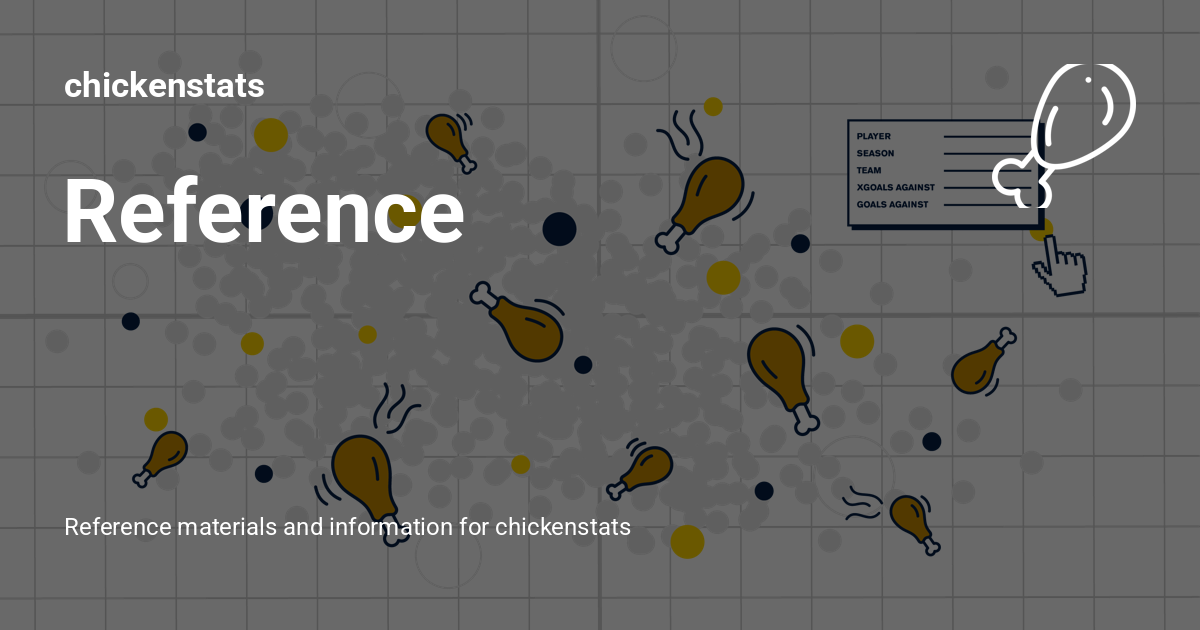 chickenstats
Reference
PLAYER
SEASON
TEAM
XGOALS AGAINST
GOALS AGAINST
Reference materials and information for chickenstats